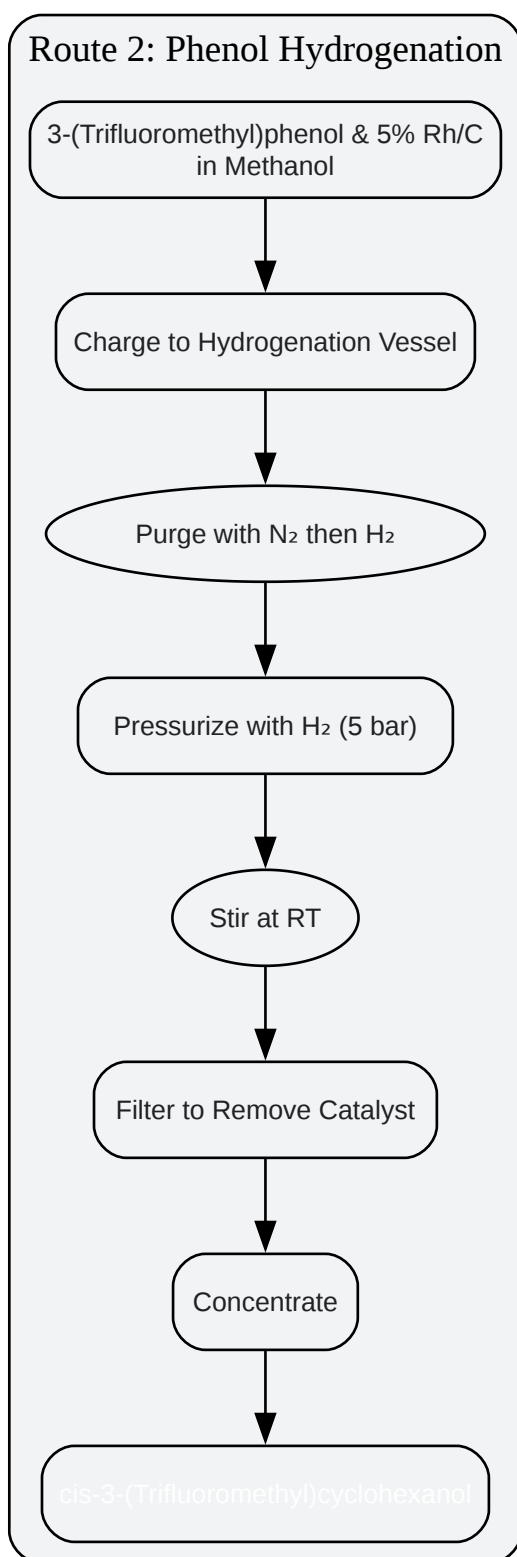 Route 2: Phenol Hydrogenation
3-(Trifluoromethyl)phenol & 5% Rh/C
in Methanol
Charge to Hydrogenation Vessel
Purge with N₂ then H₂
Pressurize with H₂ (5 bar)
Stir at RT
Filter to Remove Catalyst
Concentrate
cis-3-(Trifluoromethyl)cyclohexanol